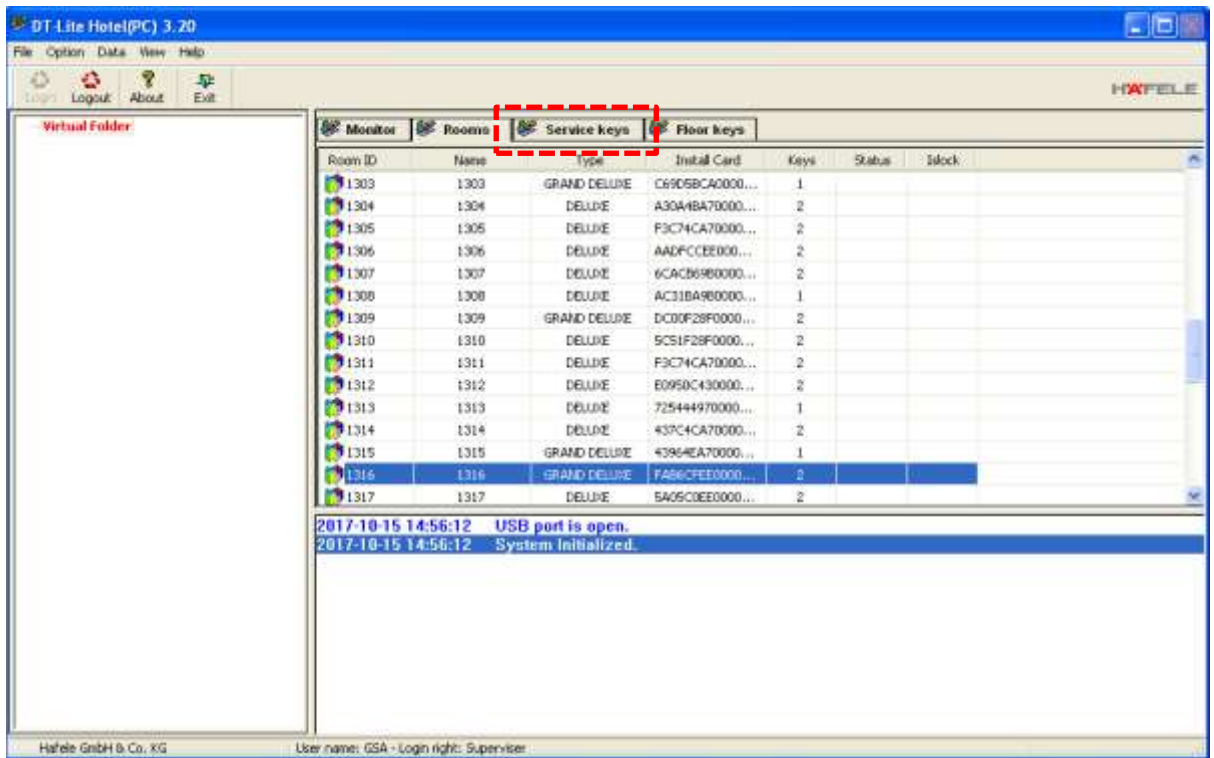 DT-Lite Hotel(PC) 3.20
File Option Data View Help
Login Logout About Exit
HÄFELE
Virtual Folder
Monitor Rooms Service keys Floor keys
Room ID Name Type Install Card Keys Status Islock
1303 1303 GRAND DELUXE C69D5BCA0000... 1
1304 1304 DELUXE A30A4BA70000... 2
1305 1305 DELUXE F3C74CA70000... 2
1306 1306 DELUXE AADFCCEE000... 2
1307 1307 DELUXE 6CACB69B0000... 2
1308 1308 DELUXE AC31BA9B0000... 1
1309 1309 GRAND DELUXE DC00F28F0000... 2
1310 1310 DELUXE 5C51F28F0000... 2
1311 1311 DELUXE F3C74CA70000... 2
1312 1312 DELUXE E0950C430000... 2
1313 1313 DELUXE 725444970000... 1
1314 1314 DELUXE 437C4CA70000... 2
1315 1315 GRAND DELUXE 43964EA70000... 1
1316 1316 GRAND DELUXE FAB6CFEE0000... 2
1317 1317 DELUXE 5A05C0EE0000... 2
2017-10-15 14:56:12 USB port is open.
2017-10-15 14:56:12 System Initialized.
Hafele GmbH & Co. KG User name: GSA - Login right: Superviser